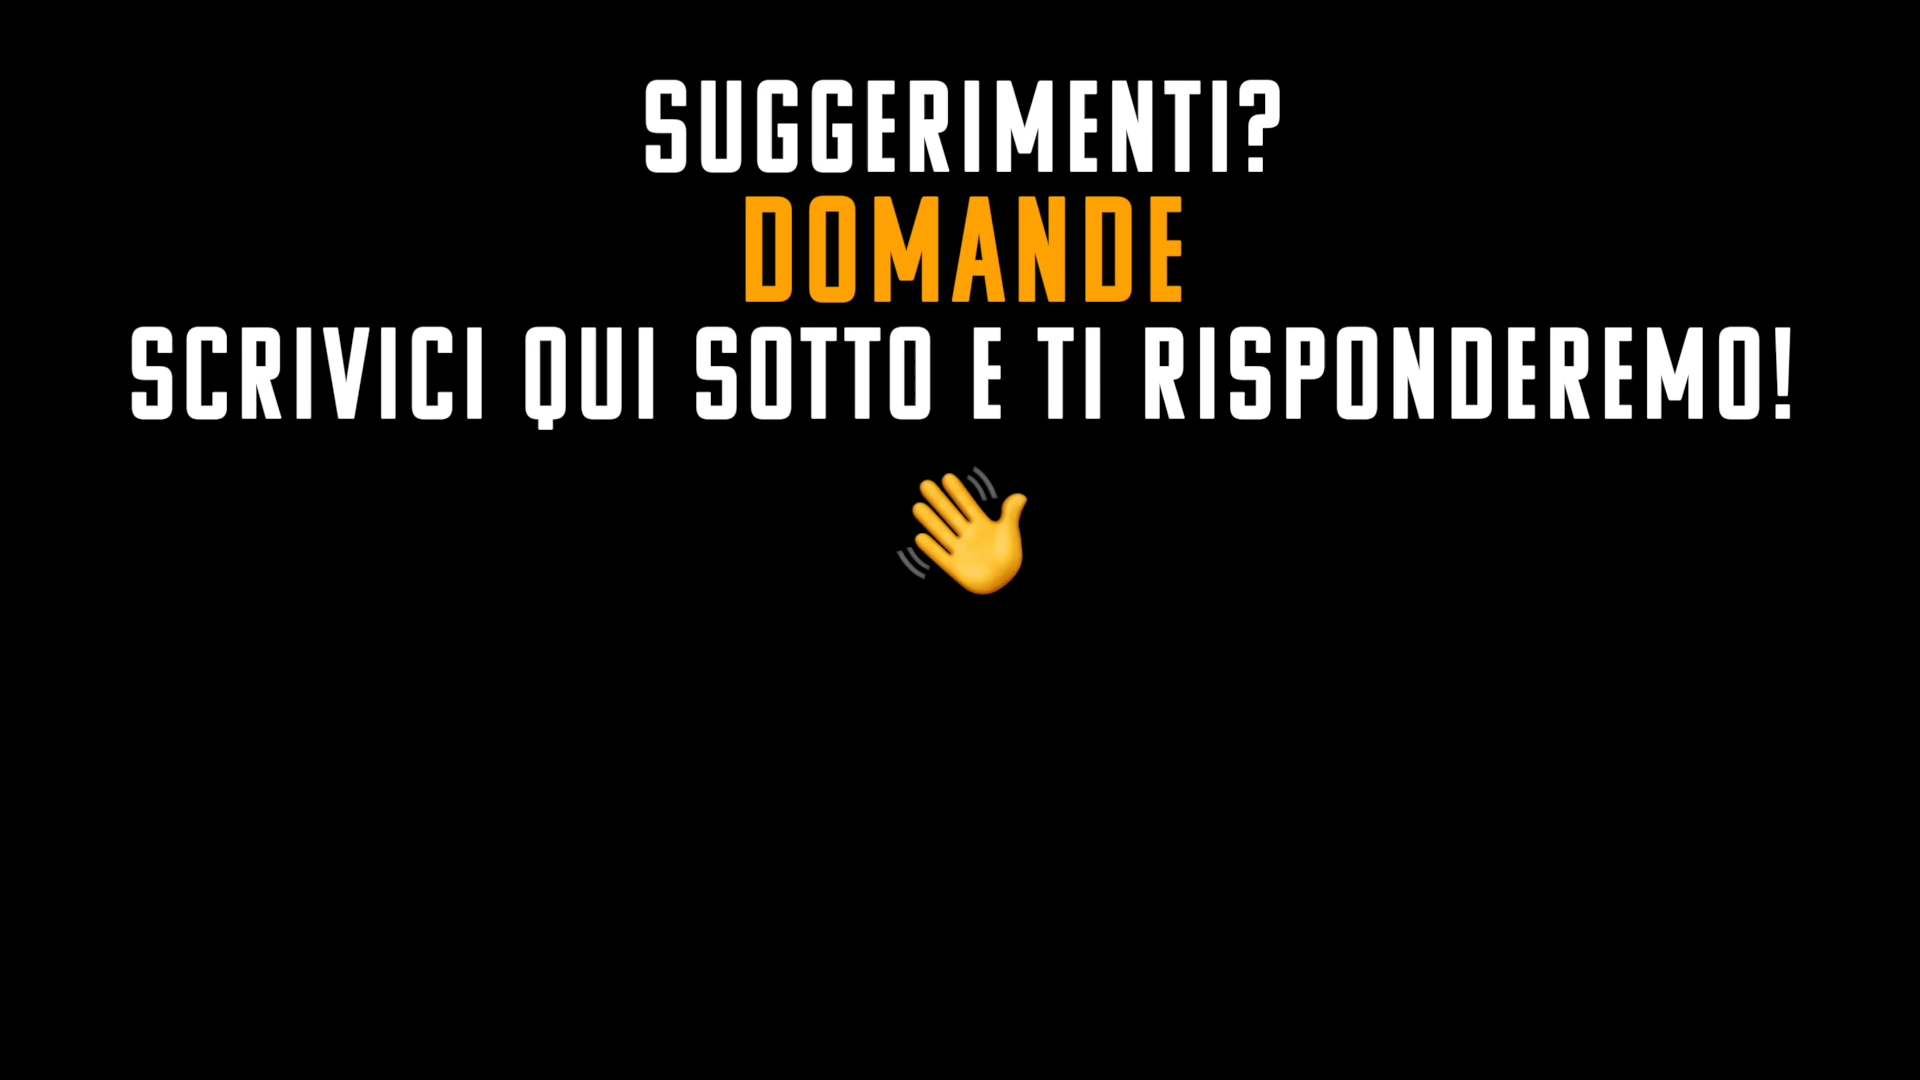 SUGGERIMENTI?
DOMANDE
SCRIVICI QUI SOTTO E TI RISPONDEREMO!
👋